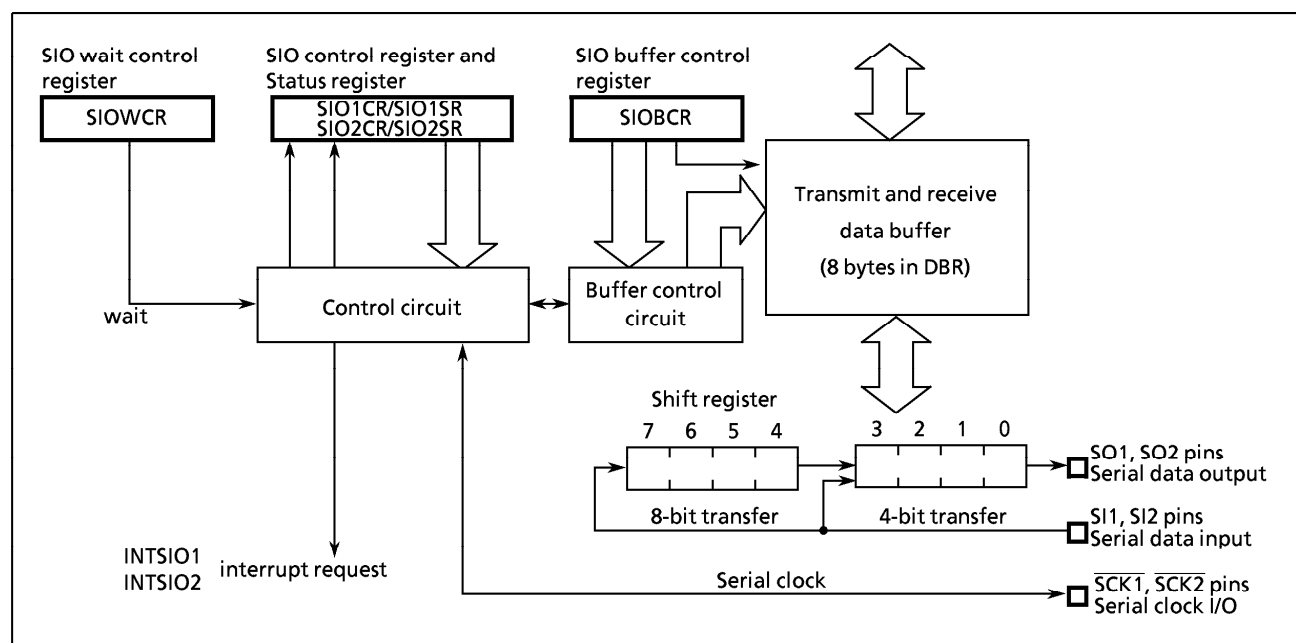 SIO wait control
register
SIOWCR
SIO control register and
Status register
SIO1CR/SIO1SR
SIO2CR/SIO2SR
SIO buffer control
register
SIOBCR
Transmit and receive
data buffer
(8 bytes in DBR)
wait
Control circuit
Buffer control
circuit
Shift register
7 6 5 4 3 2 1 0
SO1, SO2 pins
Serial data output
8-bit transfer
4-bit transfer
SI1, SI2 pins
Serial data input
INTSIO1
INTSIO2
interrupt request
Serial clock
SCK1, SCK2 pins
Serial clock I/O